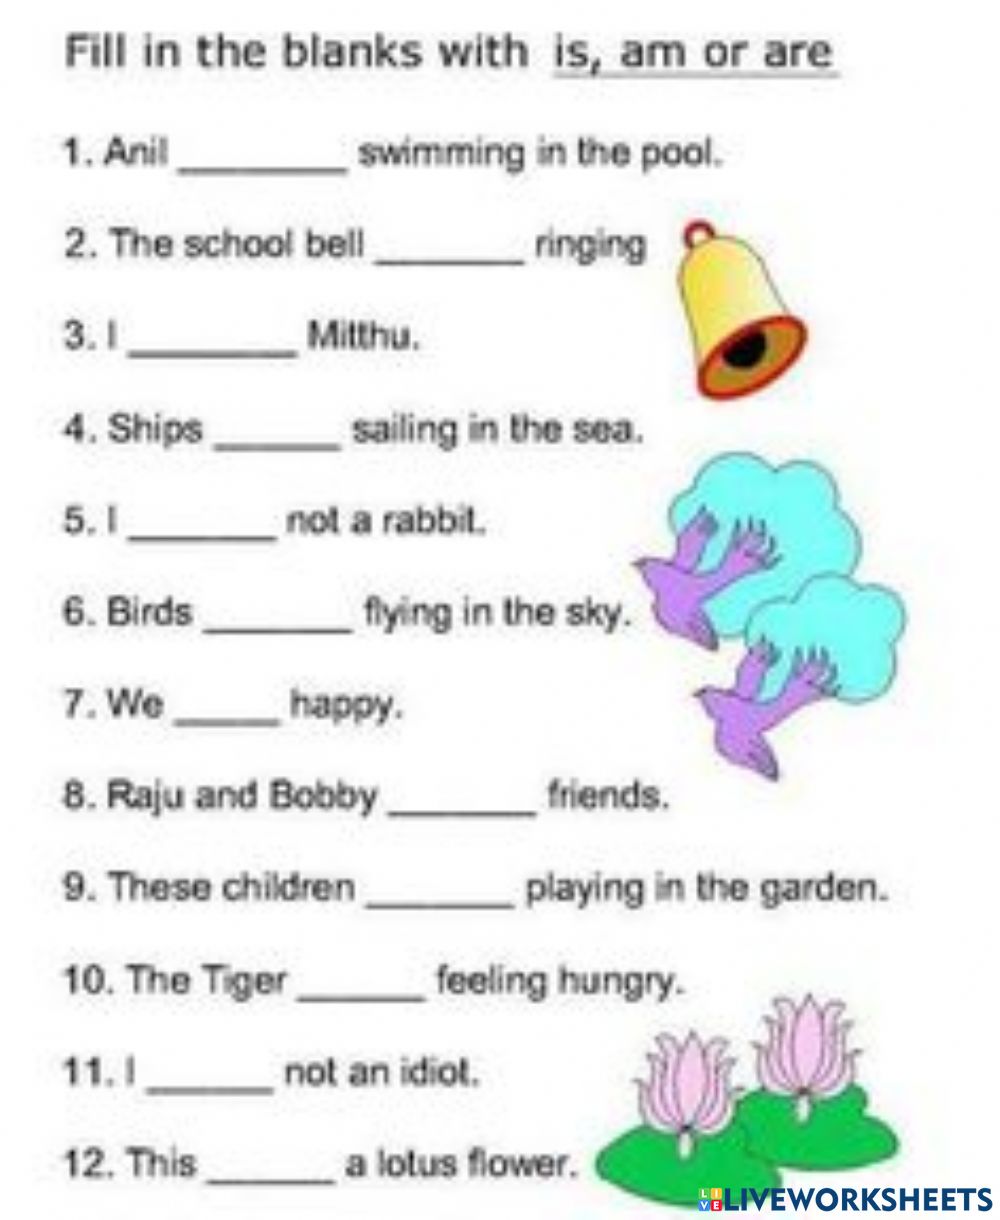 Fill in the blanks with is, am or are
1. Anil ________ swimming in the pool.
2. The school bell _______ ringing
3. I ________ Mitthu.
4. Ships ______ sailing in the sea.
5. I _______ not a rabbit.
6. Birds _______ flying in the sky.
7. We _____ happy.
8. Raju and Bobby _______ friends.
9. These children _______ playing in the garden.
10. The Tiger ______ feeling hungry.
11. I ______ not an idiot.
12. This ______ a lotus flower.
LIVE LIVEWORKSHEETS